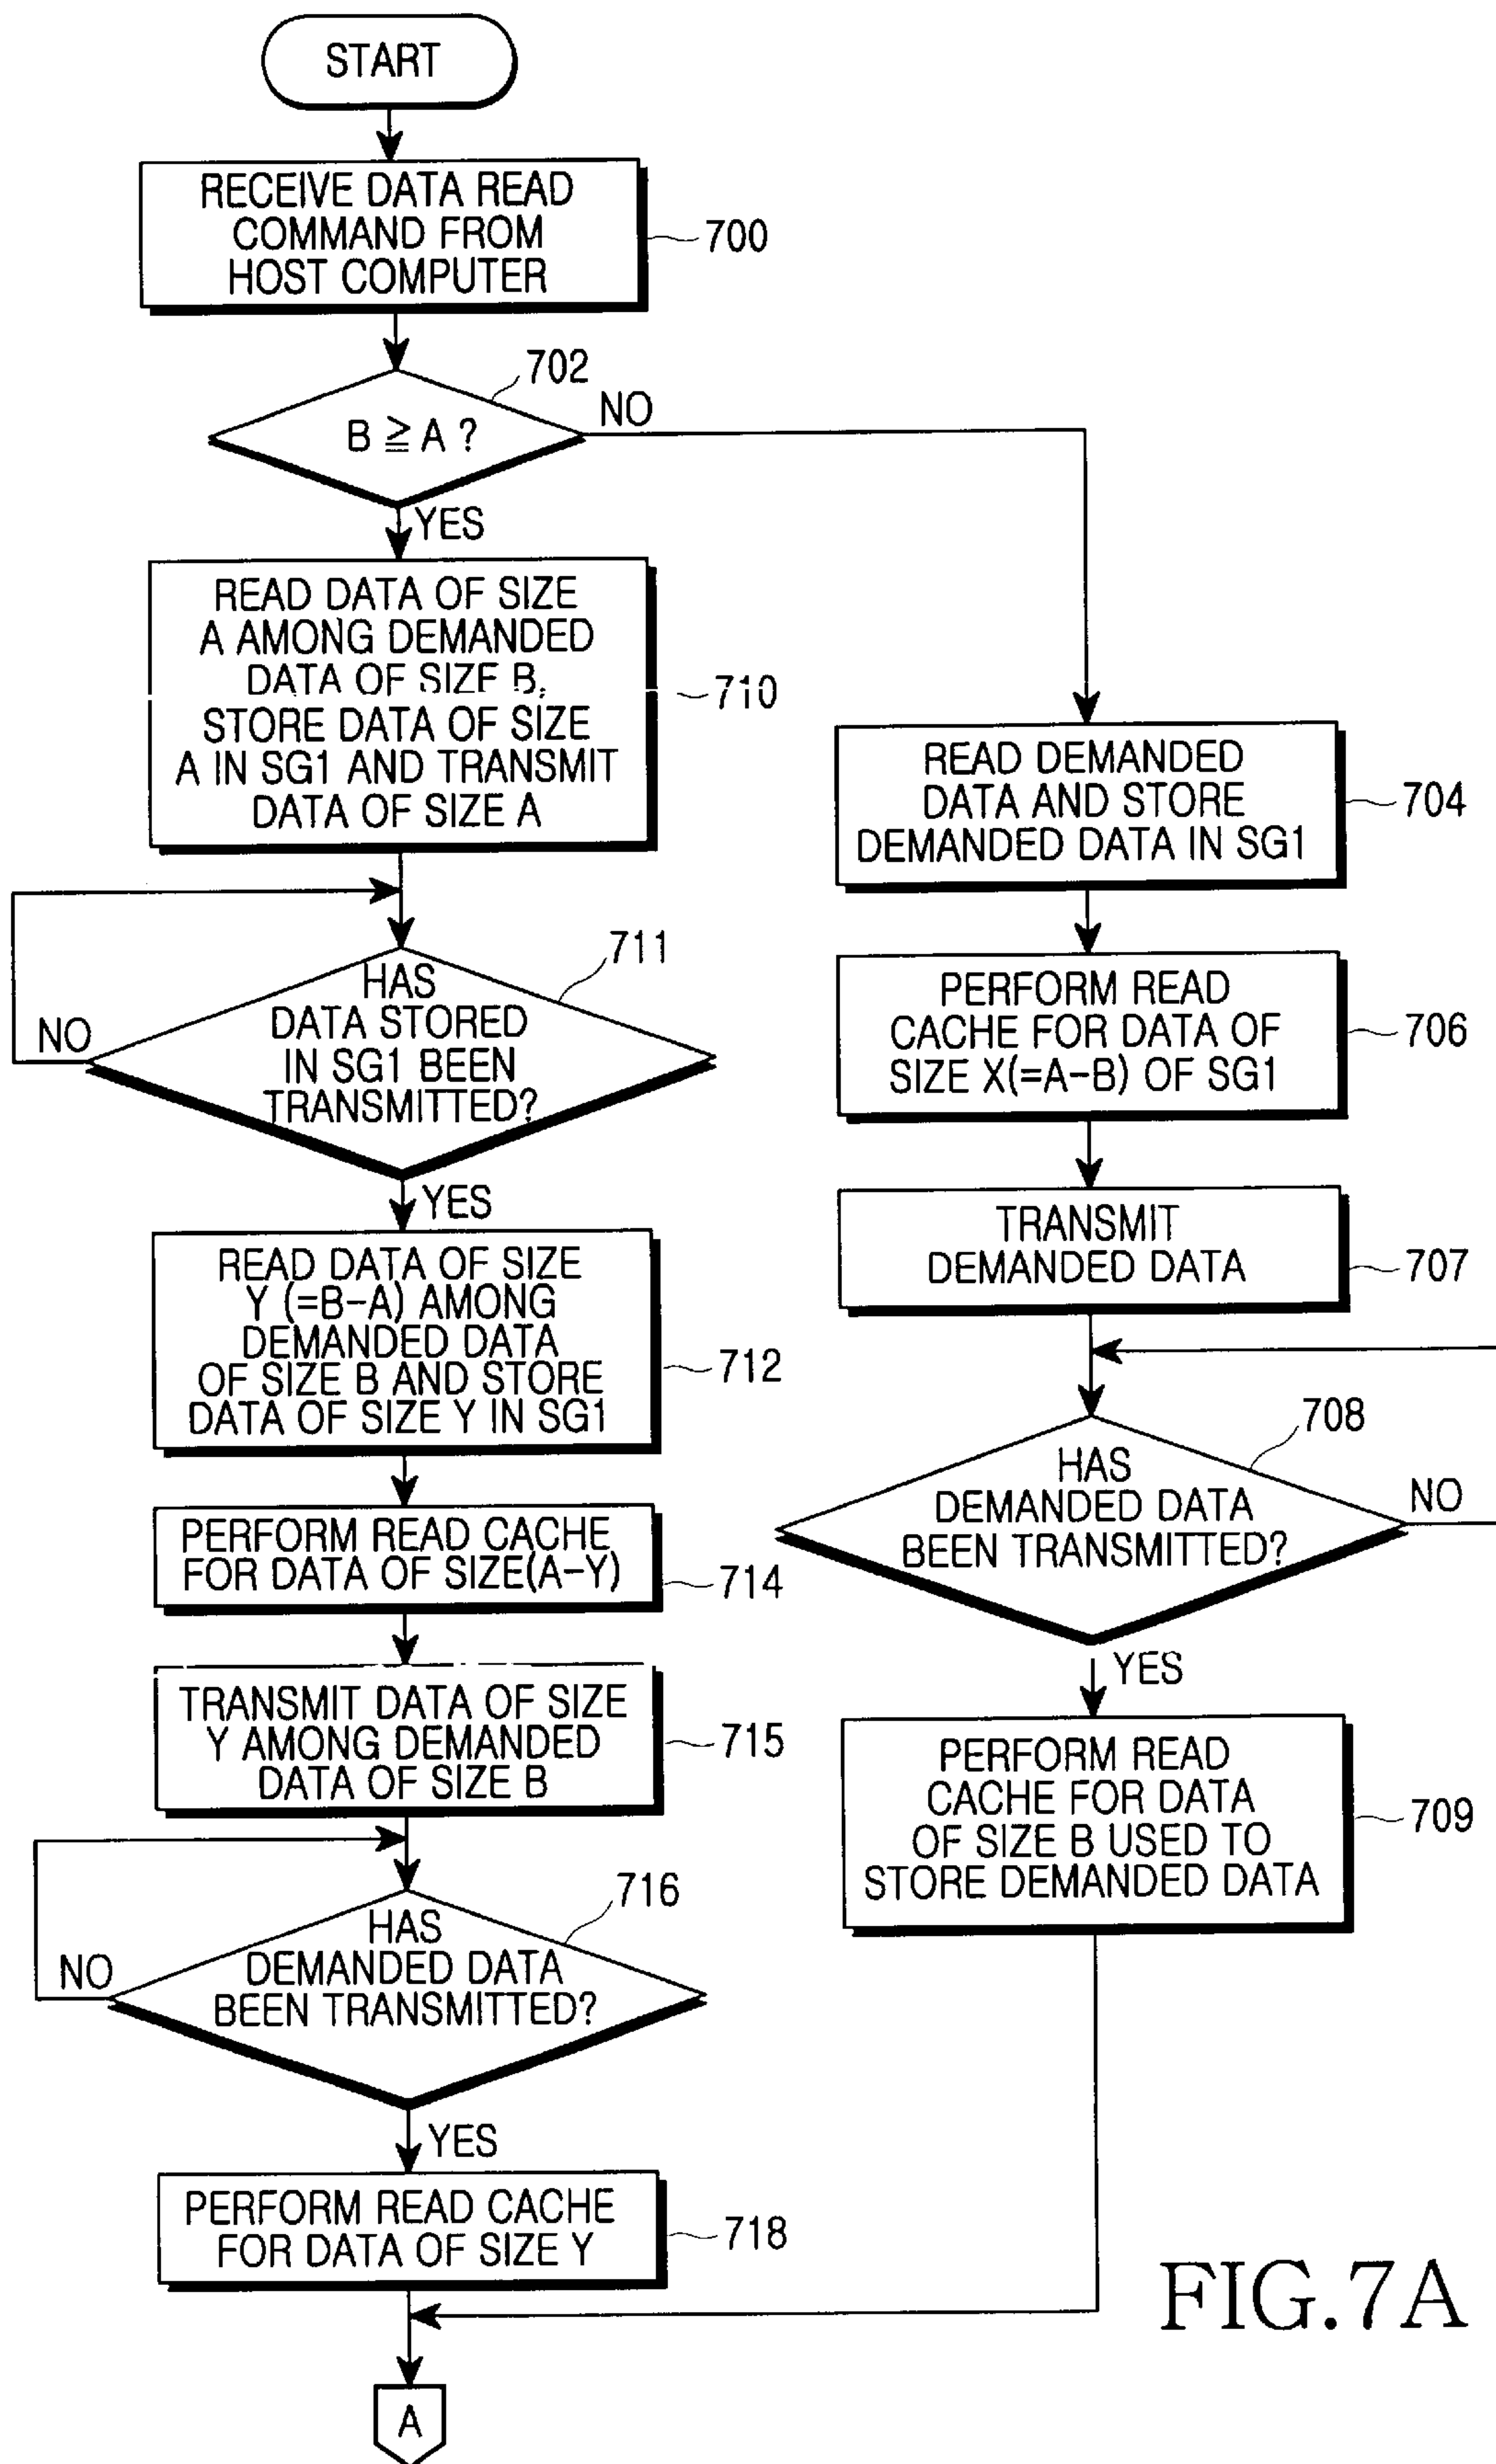 START
RECEIVE DATA READ
COMMAND FROM
HOST COMPUTER
700
702
B ≧ A ?
NO
YES
READ DATA OF SIZE
A AMONG DEMANDED
DATA OF SIZE B,
STORE DATA OF SIZE
A IN SG1 AND TRANSMIT
DATA OF SIZE A
710
711
HAS
DATA STORED
IN SG1 BEEN
TRANSMITTED?
NO
YES
READ DATA OF SIZE
Y (=B-A) AMONG
DEMANDED DATA
OF SIZE B AND STORE
DATA OF SIZE Y IN SG1
712
PERFORM READ CACHE
FOR DATA OF SIZE(A-Y)
714
TRANSMIT DATA OF SIZE
Y AMONG DEMANDED
DATA OF SIZE B
715
716
HAS
DEMANDED DATA
BEEN TRANSMITTED?
NO
YES
PERFORM READ CACHE
FOR DATA OF SIZE Y
718
READ DEMANDED
DATA AND STORE
DEMANDED DATA IN SG1
704
PERFORM READ
CACHE FOR DATA OF
SIZE X(=A-B) OF SG1
706
TRANSMIT
DEMANDED DATA
707
708
HAS
DEMANDED DATA
BEEN TRANSMITTED?
NO
YES
PERFORM READ
CACHE FOR DATA
OF SIZE B USED TO
STORE DEMANDED DATA
709
A
FIG.7A